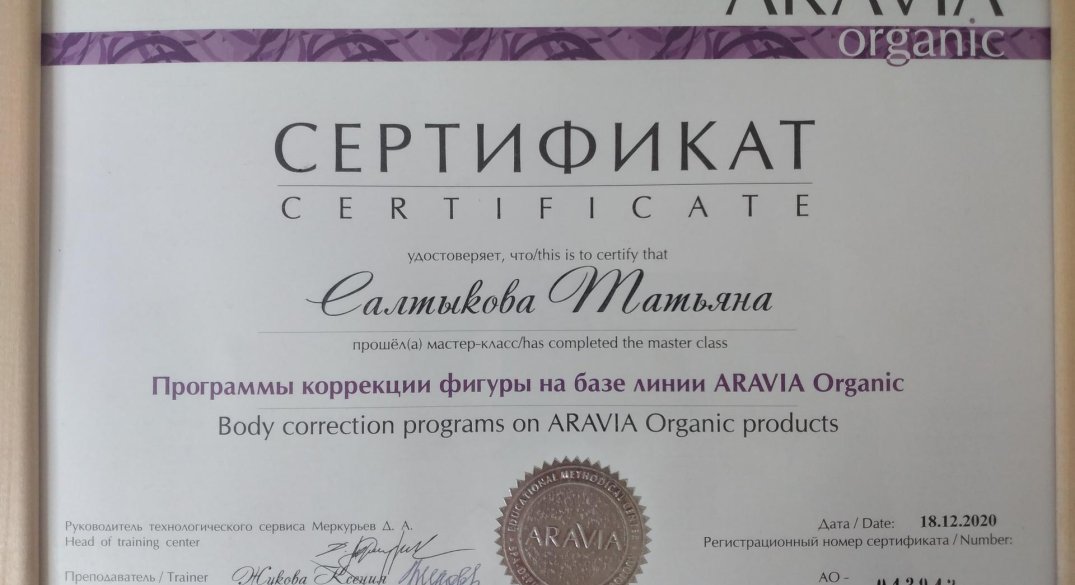 ARAVIA
organic
СЕРТИФИКАТ
CERTIFICATE
удостоверяет, что/this is to certify that
Салтыкова Татьяна
прошёл(а) мастер-класс/has completed the master class
Программы коррекции фигуры на базе линии ARAVIA Organic
Body correction programs on ARAVIA Organic products
EDUCATIONAL METHODICAL
ARAVIA
Руководитель технологического сервиса Меркурьев Д. А.
Head of training center
Дата / Date: 18.12.2020
Регистрационный номер сертификата / Number:
Преподаватель / Trainer Жукова Ксения
АО -